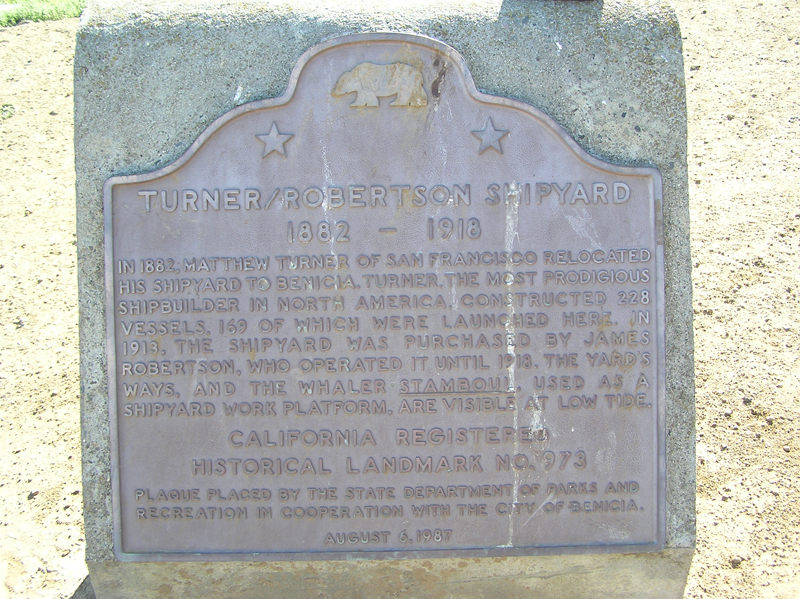 TURNER/ROBERTSON SHIPYARD
1882 - 1918
IN 1882, MATTHEW TURNER OF SAN FRANCISCO RELOCATED
HIS SHIPYARD TO BENICIA. TURNER, THE MOST PRODIGIOUS
SHIPBUILDER IN NORTH AMERICA, CONSTRUCTED 228
VESSELS, 169 OF WHICH WERE LAUNCHED HERE. IN
1913, THE SHIPYARD WAS PURCHASED BY JAMES
ROBERTSON, WHO OPERATED IT UNTIL 1918. THE YARD'S
WAYS, AND THE WHALER STAMBOUL, USED AS A
SHIPYARD WORK PLATFORM, ARE VISIBLE AT LOW TIDE.
CALIFORNIA REGISTERED
HISTORICAL LANDMARK NO. 973
PLAQUE PLACED BY THE STATE DEPARTMENT OF PARKS AND
RECREATION IN COOPERATION WITH THE CITY OF BENICIA.
AUGUST 6, 1987